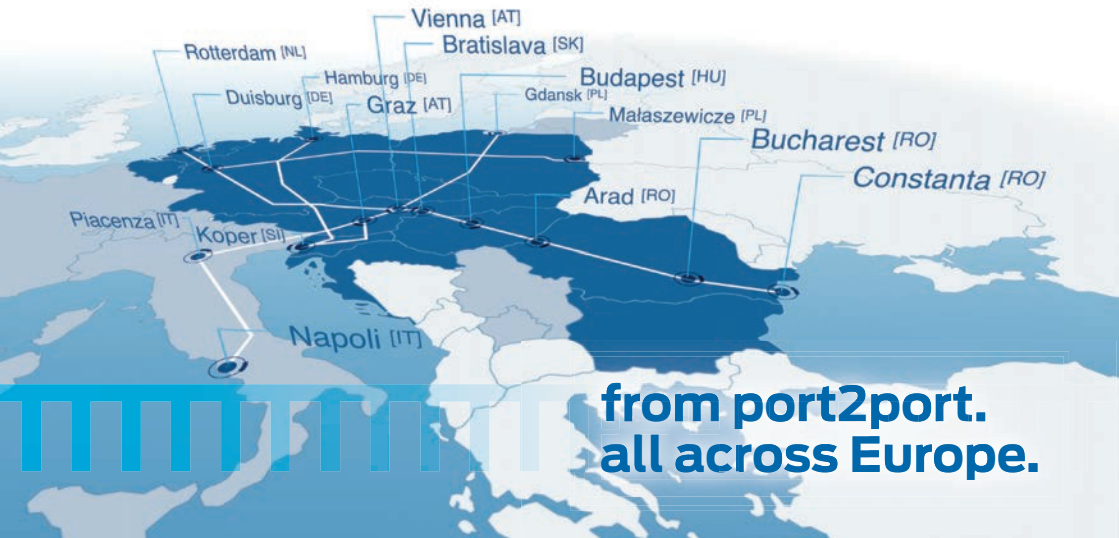 Vienna [AT]
Bratislava [SK]
Rotterdam [NL]
Hamburg [DE]
Budapest [HU]
Duisburg [DE]
Graz [AT]
Gdansk [PL]
Małaszewicze [PL]
Bucharest [RO]
Constanta [RO]
Arad [RO]
Piacenza [IT]
Koper [SI]
Napoli [IT]
from port2port.
all across Europe.